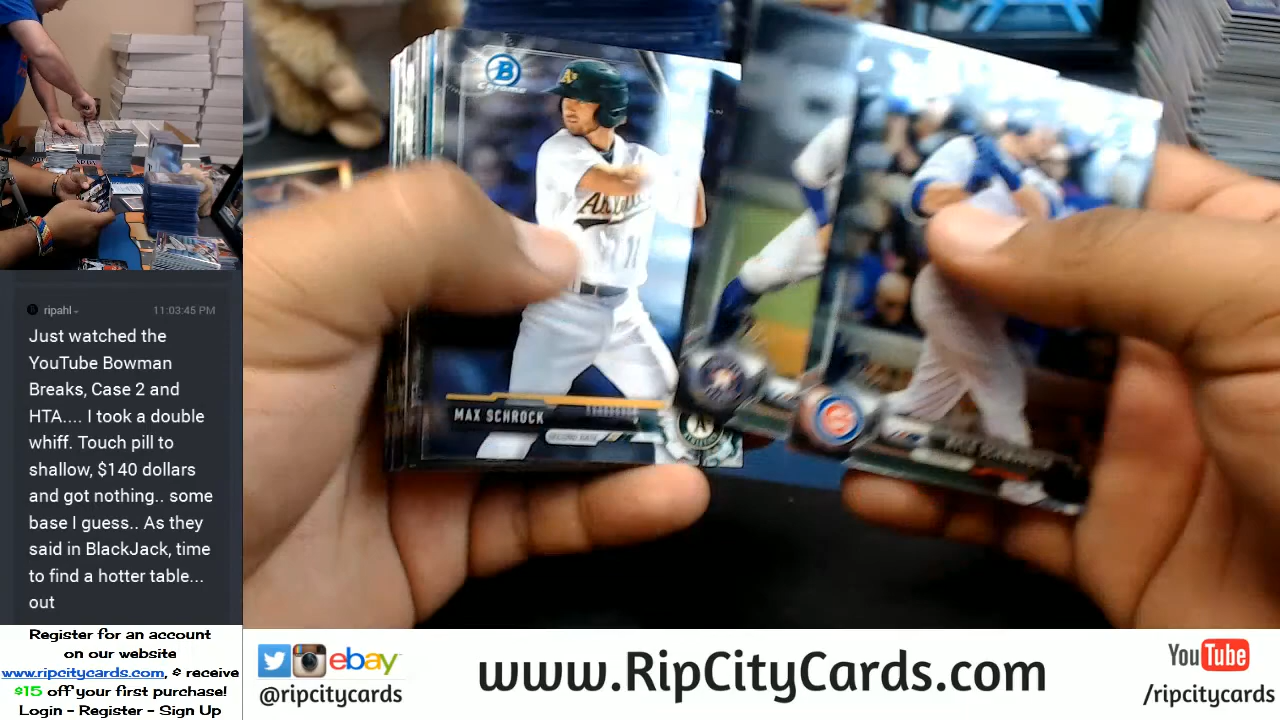 ripahl
11:03:45 PM
Just watched the
YouTube Bowman
Breaks, Case 2 and
HTA.... I took a double
whiff. Touch pill to
shallow, $140 dollars
and got nothing.. some
base I guess.. As they
said in BlackJack, time
to find a hotter table...
out
Register for an account
on our website
www.ripcitycards.com, & receive
$15 off your first purchase!
Login - Register - Sign Up
B
Chrome
A's
MAX SCHROCK
SECOND BASE
ebay
@ripcitycards
www.RipCityCards.com
YouTube
/ripcitycards